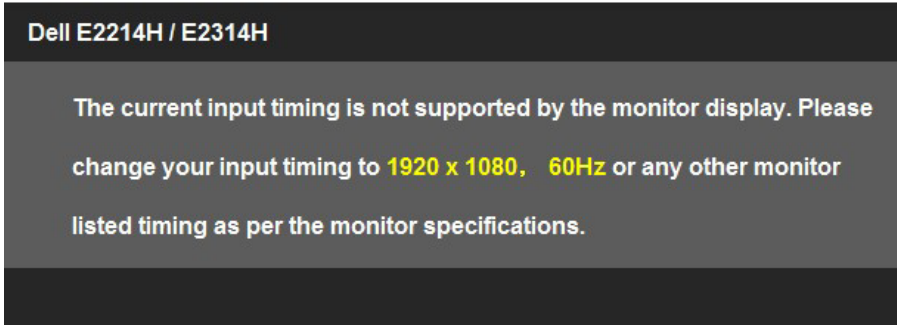 Dell E2214H / E2314H
The current input timing is not supported by the monitor display. Please
change your input timing to 1920 x 1080， 60Hz or any other monitor
listed timing as per the monitor specifications.